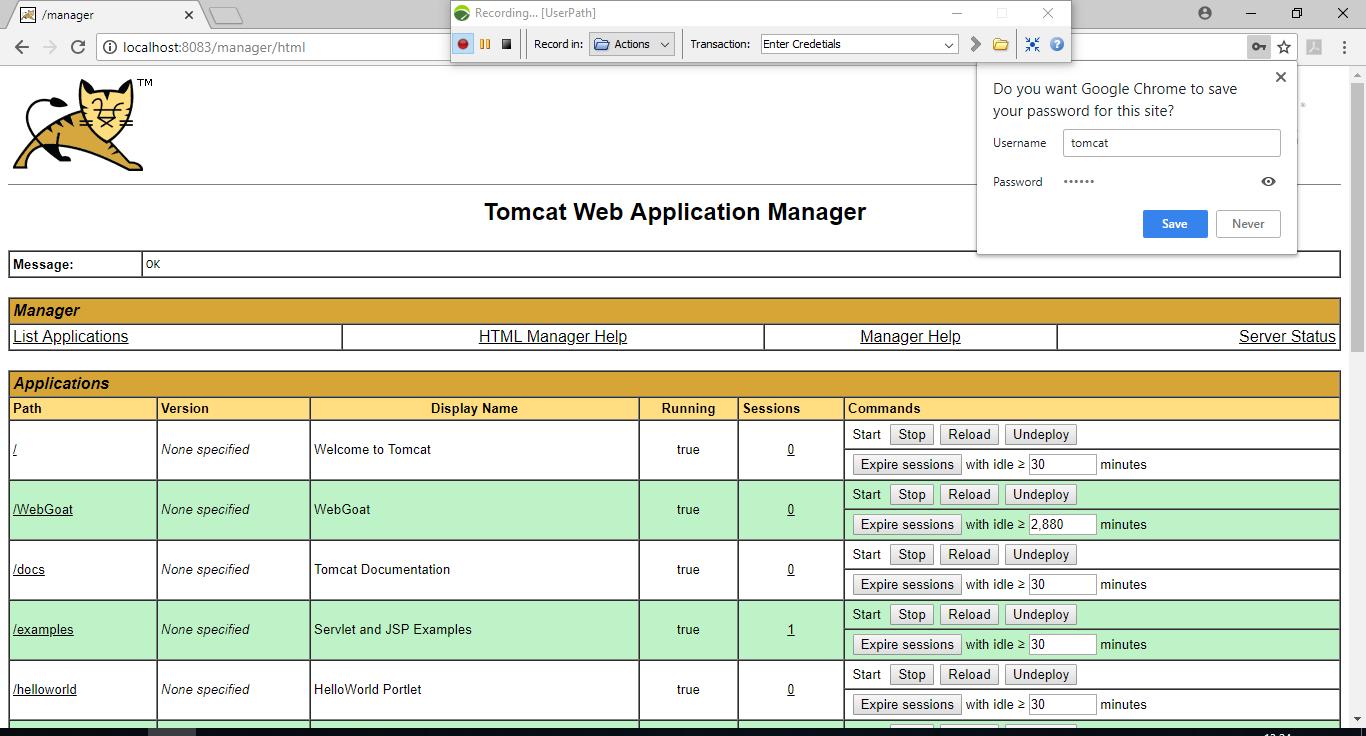 /manager
Recording... [UserPath]
localhost:8083/manager/html
Record in: Actions Transaction: Enter Credetials
TM
Do you want Google Chrome to save
your password for this site?
Username tomcat
Password ••••••
Save Never
Tomcat Web Application Manager
Message: OK
Manager
List Applications HTML Manager Help Manager Help Server Status
Applications
Path Version Display Name Running Sessions Commands
/ None specified Welcome to Tomcat true 0
Start Stop Reload Undeploy
Expire sessions with idle ≥ 30 minutes
/WebGoat None specified WebGoat true 0
Start Stop Reload Undeploy
Expire sessions with idle ≥ 2,880 minutes
/docs None specified Tomcat Documentation true 0
Start Stop Reload Undeploy
Expire sessions with idle ≥ 30 minutes
/examples None specified Servlet and JSP Examples true 1
Start Stop Reload Undeploy
Expire sessions with idle ≥ 30 minutes
/helloworld None specified HelloWorld Portlet true 0
Start Stop Reload Undeploy
Expire sessions with idle ≥ 30 minutes